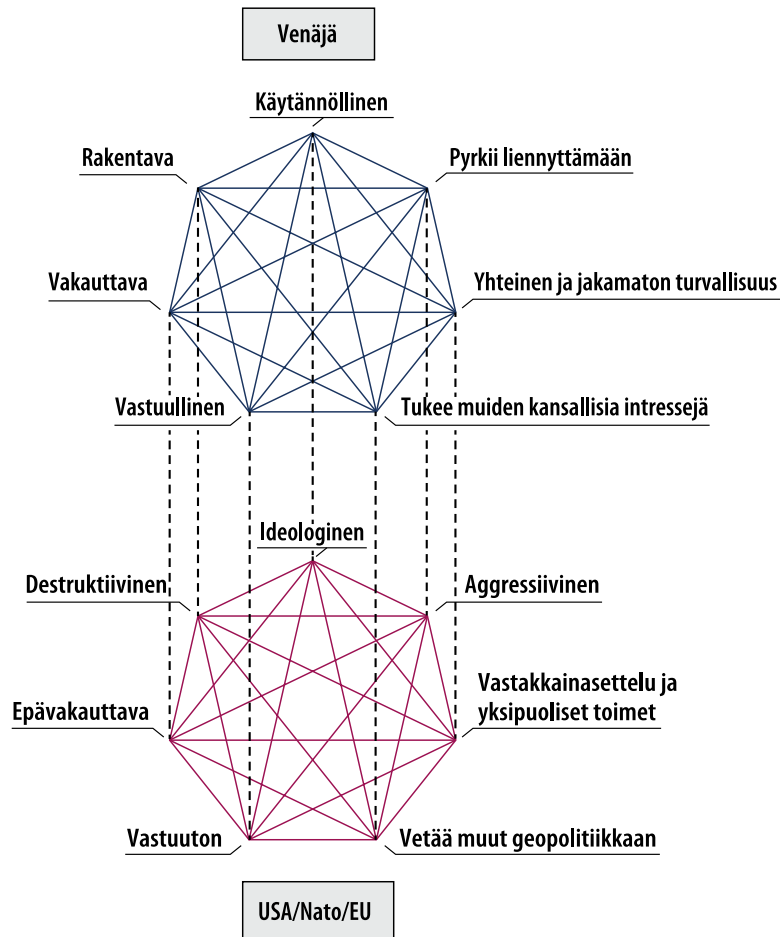 Venäjä
Käytännöllinen
Rakentava
Pyrkii liennyttämään
Vakauttava
Yhteinen ja jakamaton turvallisuus
Vastuullinen
Tukee muiden kansallisia intressejä
Ideologinen
Destruktiivinen
Aggressiivinen
Epävakauttava
Vastakkainasettelu ja
yksipuoliset toimet
Vastuuton
Vetää muut geopolitiikkaan
USA/Nato/EU